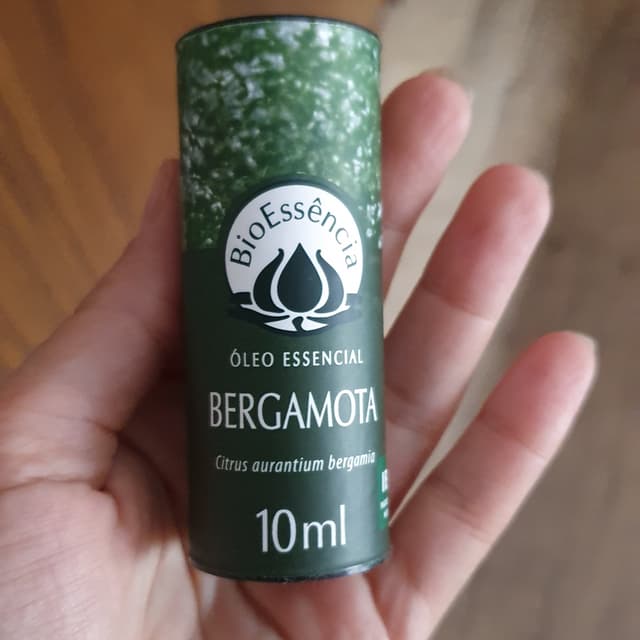 BioEssência
ÓLEO ESSENCIAL
BERGAMOTA
Citrus aurantium bergamia
10ml